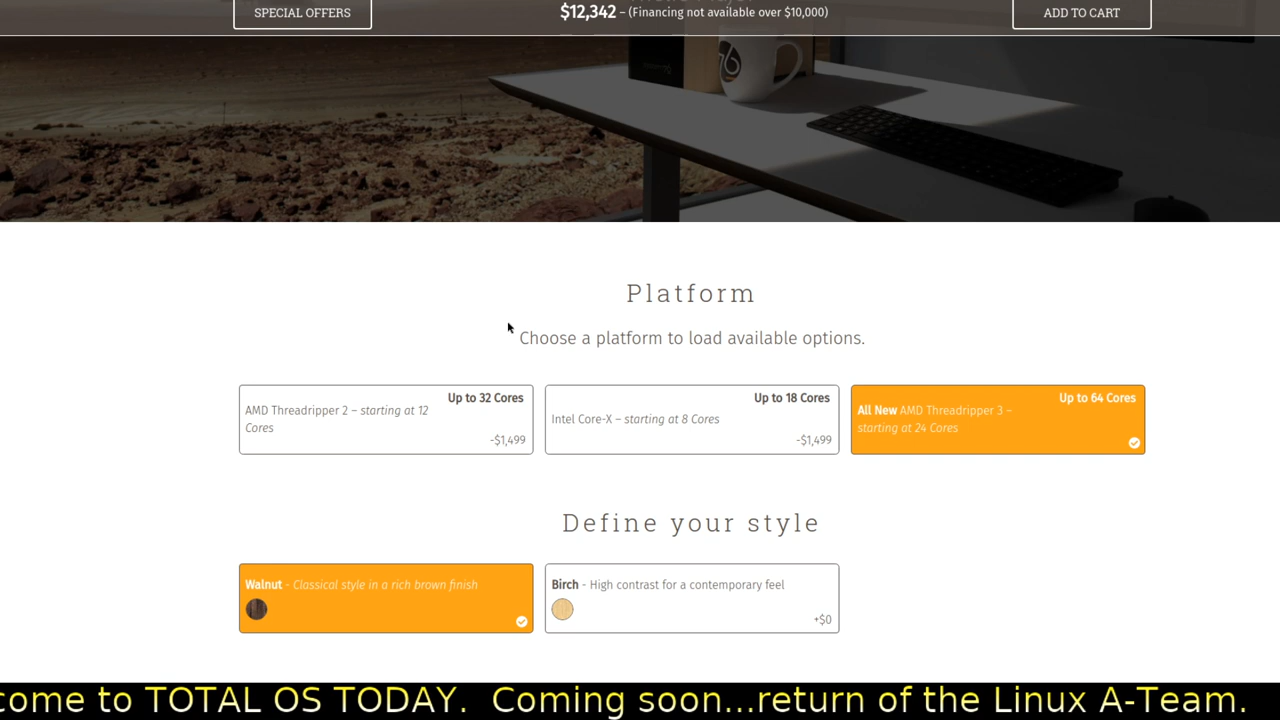 SPECIAL OFFERS
$12,342 – (Financing not available over $10,000)
ADD TO CART
Platform
Choose a platform to load available options.
Up to 32 Cores
AMD Threadripper 2 – starting at 12
Cores
-$1,499
Up to 18 Cores
Intel Core-X – starting at 8 Cores
-$1,499
Up to 64 Cores
All New AMD Threadripper 3 –
starting at 24 Cores
Define your style
Walnut - Classical style in a rich brown finish
Birch - High contrast for a contemporary feel
+$0
come to TOTAL OS TODAY. Coming soon...return of the Linux A-Team.